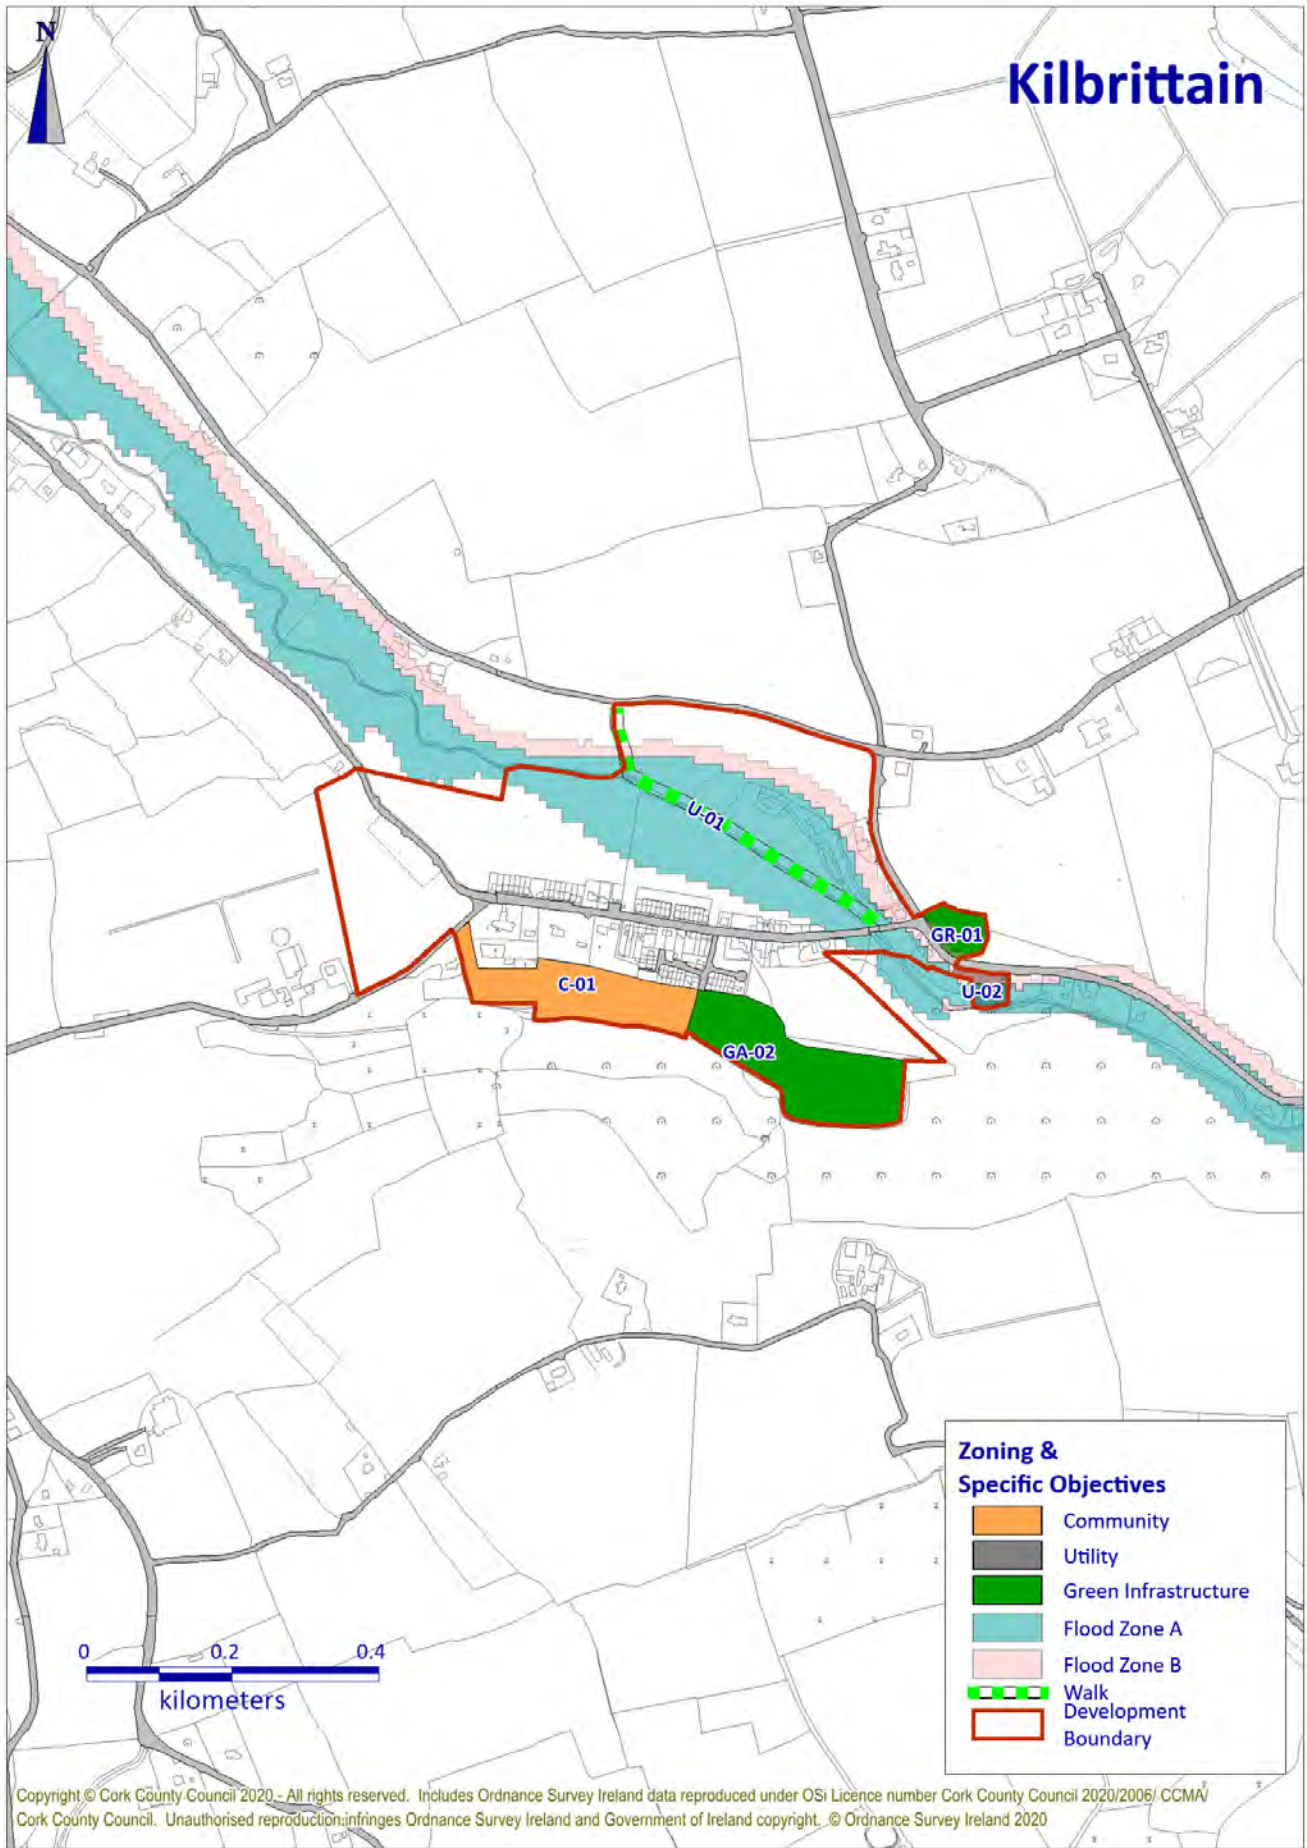 N
Kilbrittain
U-01
GR-01
U-02
C-01
GA-02
Zoning &
Specific Objectives
Community
Utility
Green Infrastructure
Flood Zone A
Flood Zone B
Walk
Development
Boundary
0 0.2 0.4
kilometers
Copyright © Cork County Council 2020 - All rights reserved. Includes Ordnance Survey Ireland data reproduced under OSi Licence number Cork County Council 2020/2006/ CCMA/
Cork County Council. Unauthorised reproduction infringes Ordnance Survey Ireland and Government of Ireland copyright. © Ordnance Survey Ireland 2020